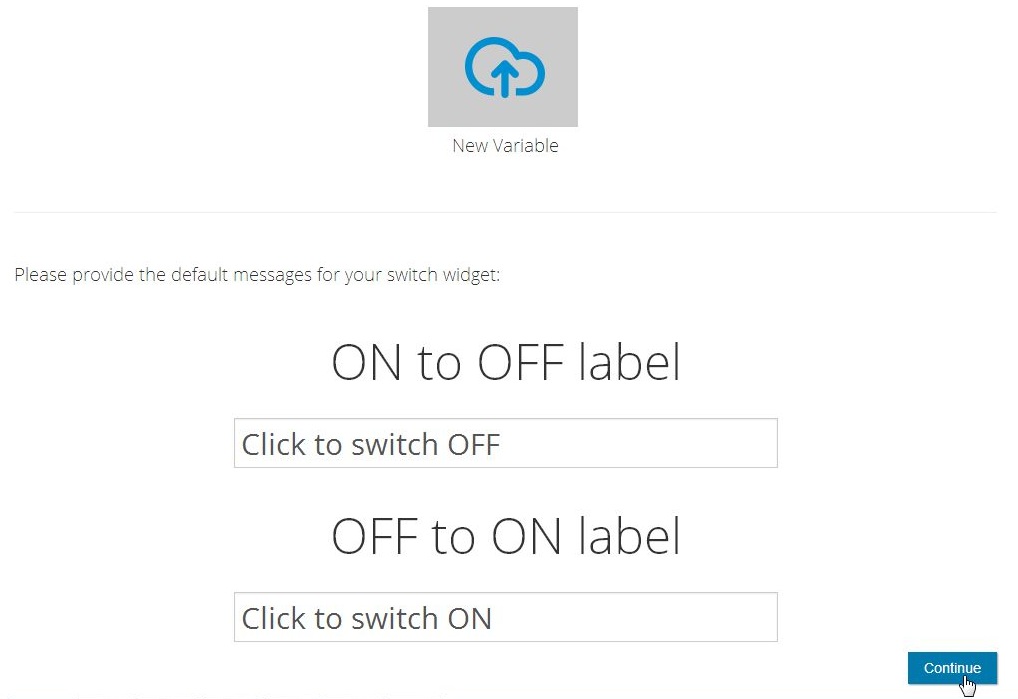 New Variable
Please provide the default messages for your switch widget:
ON to OFF label
Click to switch OFF
OFF to ON label
Click to switch ON
Continue